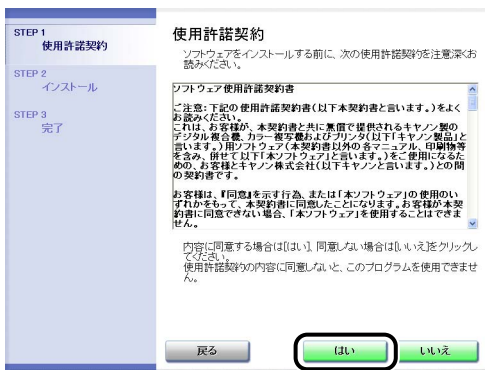 STEP 1
使用許諾契約
STEP 2
インストール
STEP 3
完了
使用許諾契約
ソフトウェアをインストールする前に、次の使用許諾契約を注意深くお
読みください。
ソフトウェア使用許諾契約書
ご注意：下記の使用許諾契約書（以下本契約書と言います。）をよく
お読みください。
これは、お客様が、本契約書と共に無償で提供されるキヤノン製の
デジタル複合機、カラー複写機およびプリンタ（以下「キヤノン製品」と
言います。）用ソフトウェア（本契約書以外の各マニュアル、印刷物等
を含み、併せて以下「本ソフトウェア」と言います。）をご使用になるた
めの、お客様とキヤノン株式会社（以下キヤノンと言います。）との間
の契約書です。
お客様は、『同意』を示す行為、または「本ソフトウェア」の使用のい
ずれかをもって、本契約書に同意したことになります。お客様が本契
約書に同意できない場合、「本ソフトウェア」を使用することはできま
せん。
内容に同意する場合は[はい]、同意しない場合は[いいえ]をクリックし
てください。
使用許諾契約の内容に同意しないと、このプログラムを使用できませ
ん。
戻る
はい
いいえ